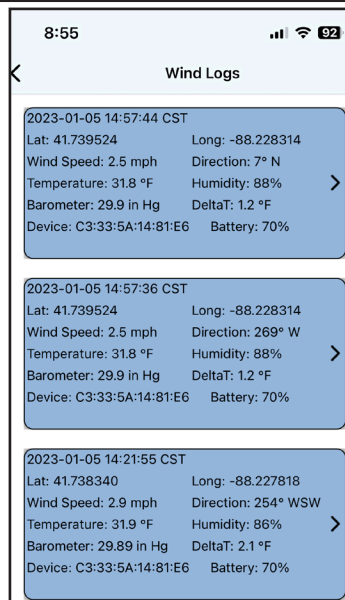 8:55
92
Wind Logs
2023-01-05 14:57:44 CST
Lat: 41.739524 Long: -88.228314
Wind Speed: 2.5 mph Direction: 7° N
Temperature: 31.8 °F Humidity: 88%
Barometer: 29.9 in Hg DeltaT: 1.2 °F
Device: C3:33:5A:14:81:E6 Battery: 70%
2023-01-05 14:57:36 CST
Lat: 41.739524 Long: -88.228314
Wind Speed: 2.5 mph Direction: 269° W
Temperature: 31.8 °F Humidity: 88%
Barometer: 29.9 in Hg DeltaT: 1.2 °F
Device: C3:33:5A:14:81:E6 Battery: 70%
2023-01-05 14:21:55 CST
Lat: 41.738340 Long: -88.227818
Wind Speed: 2.9 mph Direction: 254° WSW
Temperature: 31.9 °F Humidity: 86%
Barometer: 29.89 in Hg DeltaT: 2.1 °F
Device: C3:33:5A:14:81:E6 Battery: 70%